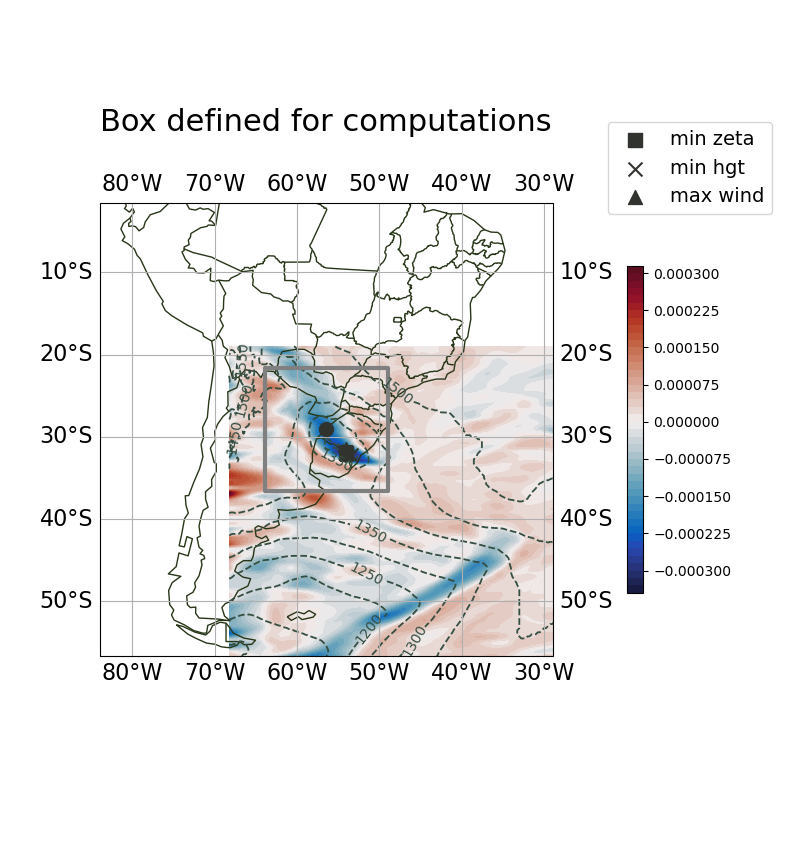 Box defined for computations
min zeta
min hgt
max wind
80°W 70°W 60°W 50°W 40°W 30°W
10°S 10°S
20°S 20°S
30°S 30°S
40°S 40°S
50°S 50°S
80°W 70°W 60°W 50°W 40°W 30°W
0.000300
0.000225
0.000150
0.000075
0.000000
−0.000075
−0.000150
−0.000225
−0.000300
1500
1500
1350
1350
1250
1200
1300